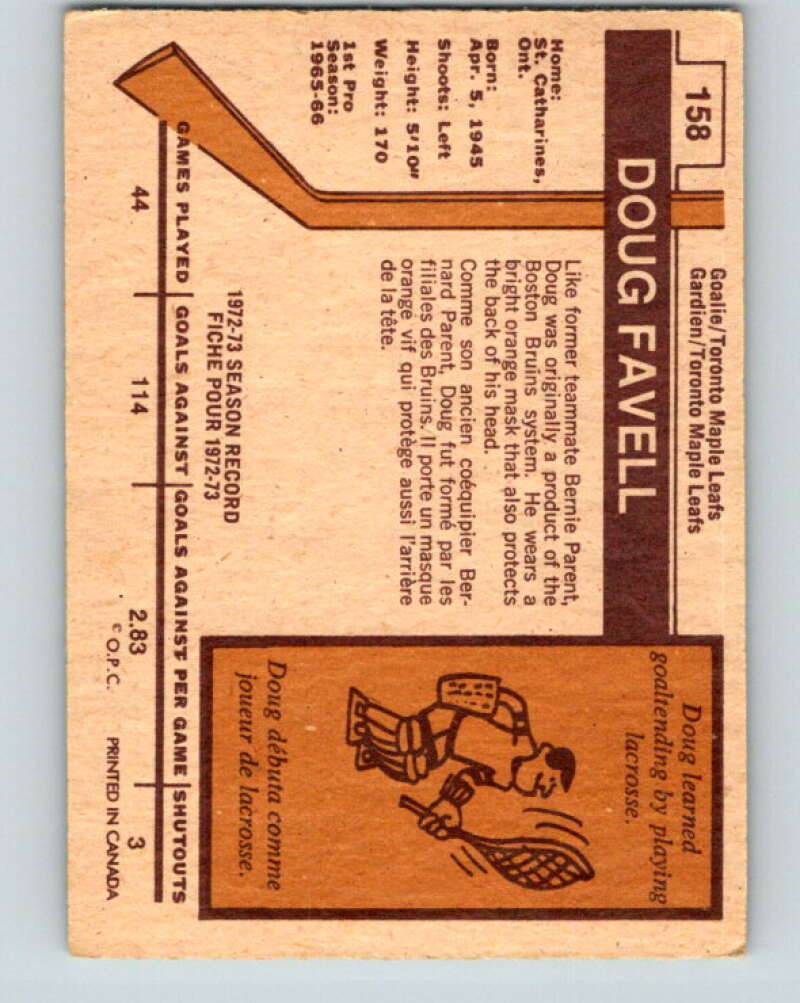 158
Goalie/Toronto Maple Leafs
Gardien/Toronto Maple Leafs
DOUG FAVELL
Home:
St. Catharines,
Ont.
Born:
Apr. 5, 1945
Shoots: Left
Height: 5'10"
Weight: 170
1st Pro
Season:
1965-66
Like former teammate Bernie Parent,
Doug was originally a product of the
Boston Bruins system. He wears a
bright orange mask that also protects
the back of his head.
Comme son ancien coéquipier Ber-
nard Parent, Doug fut formé par les
filiales des Bruins. Il porte un masque
orange vif qui protège aussi l'arrière
de la tête.
Doug learned
goaltending by playing
lacrosse.
Doug débuta comme
joueur de lacrosse.
1972-73 SEASON RECORD
FICHE POUR 1972-73
GAMES PLAYED GOALS AGAINST GOALS AGAINST PER GAME SHUTOUTS
44 114 2.83 3
© O.P.C. PRINTED IN CANADA